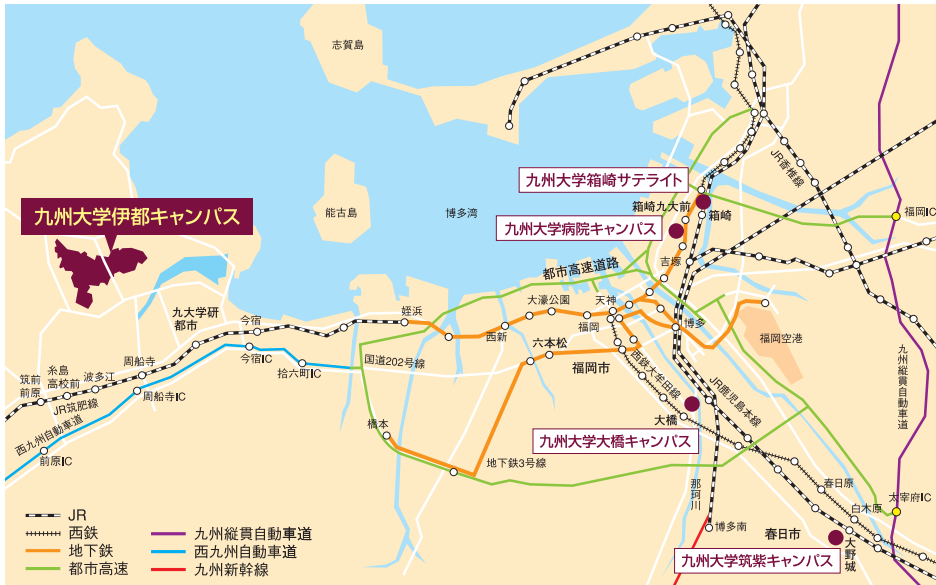 志賀島
九州大学箱崎サテライト
JR香椎線
九州大学伊都キャンパス
能古島
博多湾
箱崎九大前
箱崎
福岡IC
九州大学病院キャンパス
吉塚
都市高速道路
九大学研
都市
今宿
姪浜
大濠公園
天神
西新
福岡
博多
福岡空港
六本松
周船寺
今宿IC
国道202号線
福岡市
九州縦貫自動車道
筑前
前原
糸島
高校前
波多江
拾六町IC
周船寺IC
JR筑肥線
西鉄大牟田線
JR鹿児島本線
西九州自動車道
橋本
大橋
九州大学大橋キャンパス
前原IC
地下鉄3号線
那珂川
春日原
太宰府IC
白木原
JR
西鉄
地下鉄
都市高速
九州縦貫自動車道
西九州自動車道
九州新幹線
博多南
春日市
大野城
九州大学筑紫キャンパス